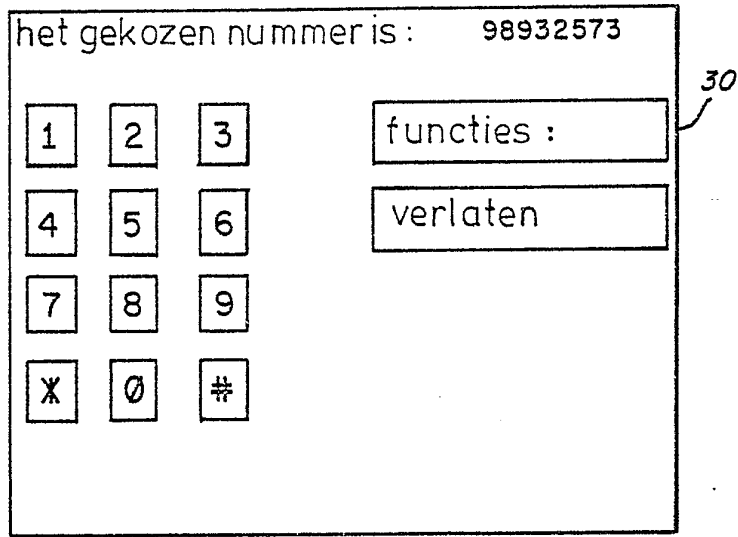 het gekozen nummer is : 98932573
30
1 2 3 functies :
4 5 6 verlaten
7 8 9
* 0 #